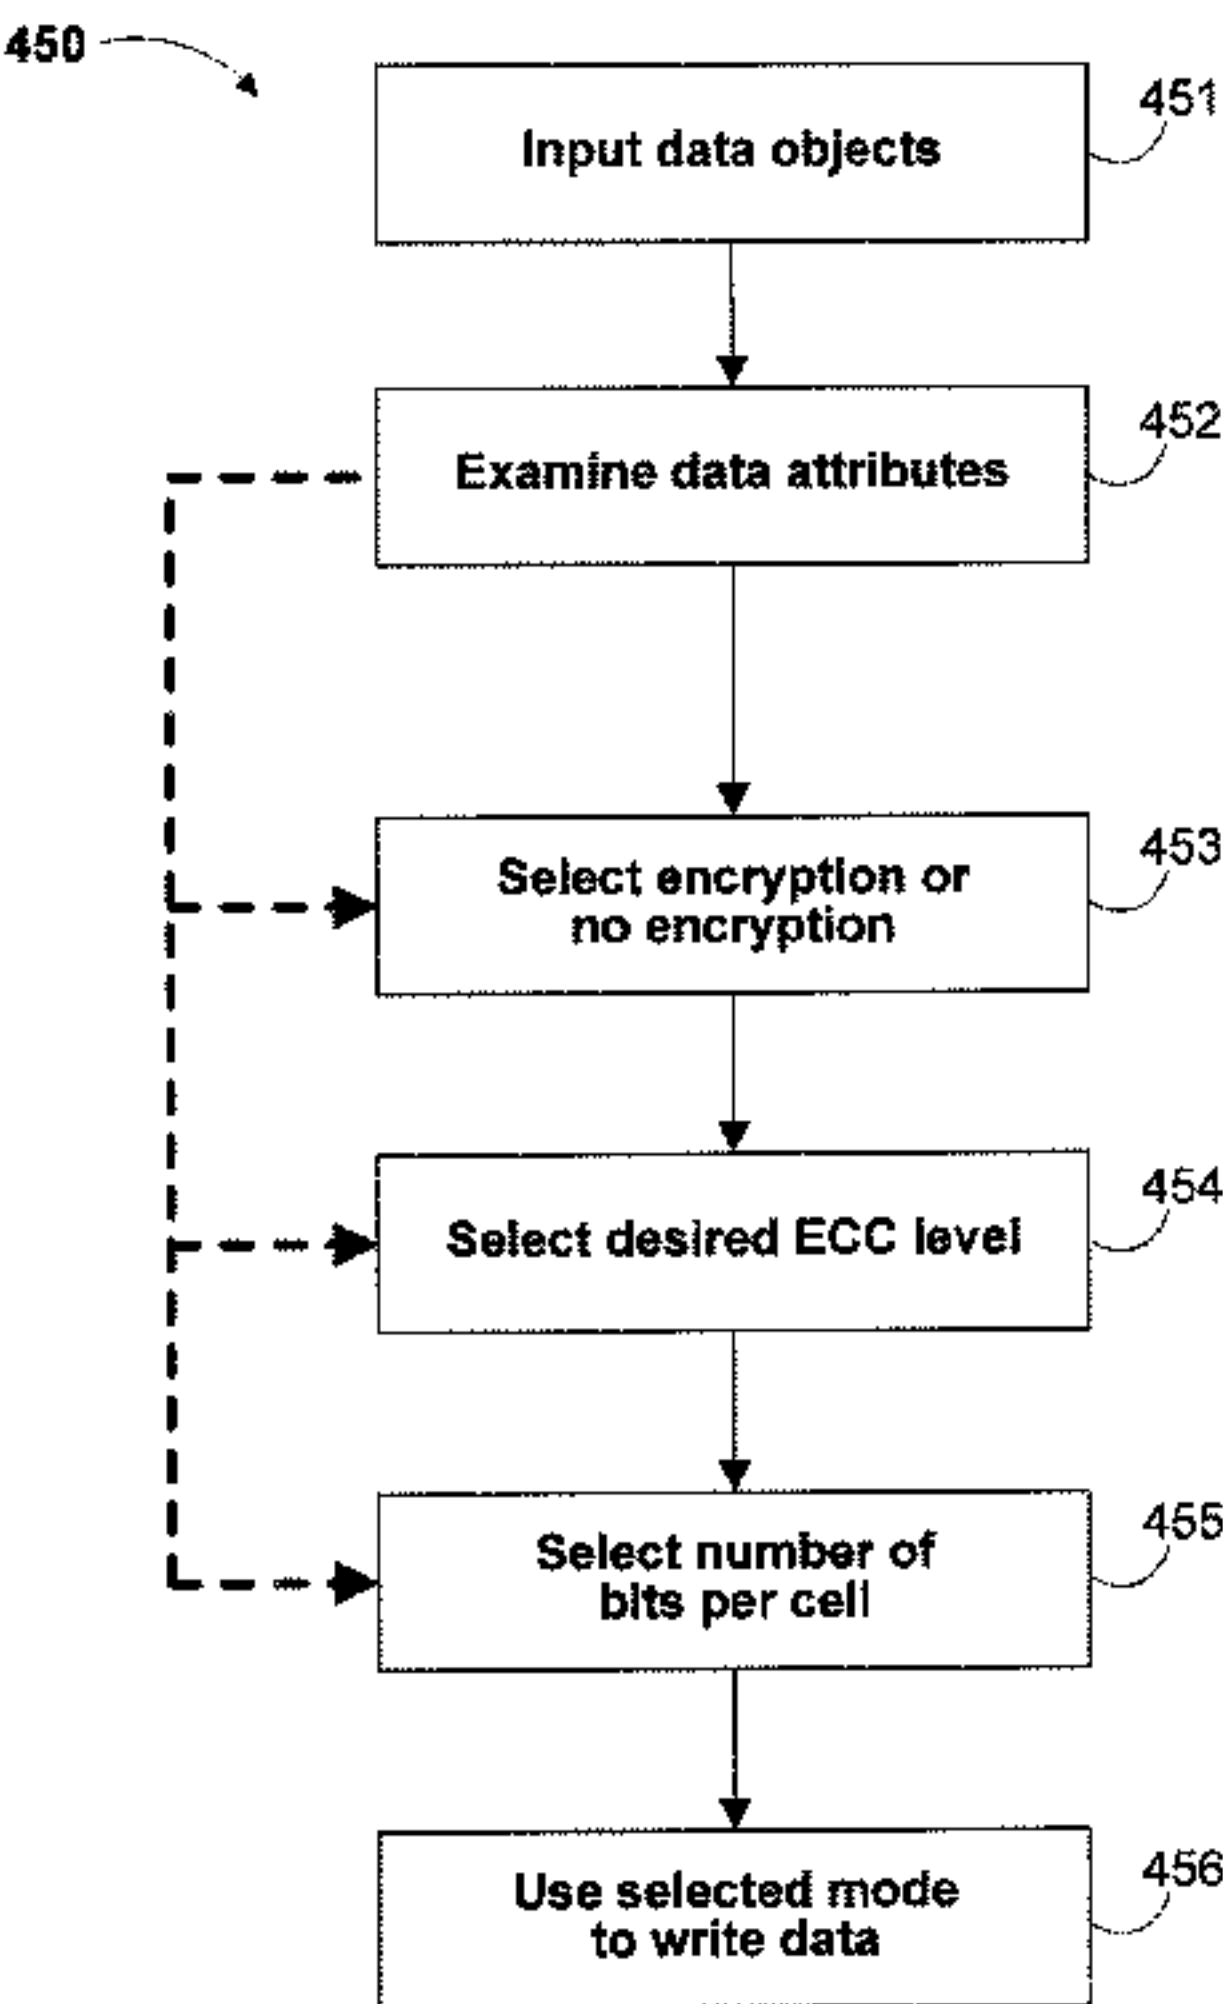 450
451
Input data objects
452
Examine data attributes
453
Select encryption or
no encryption
454
Select desired ECC level
455
Select number of
bits per cell
456
Use selected mode
to write data